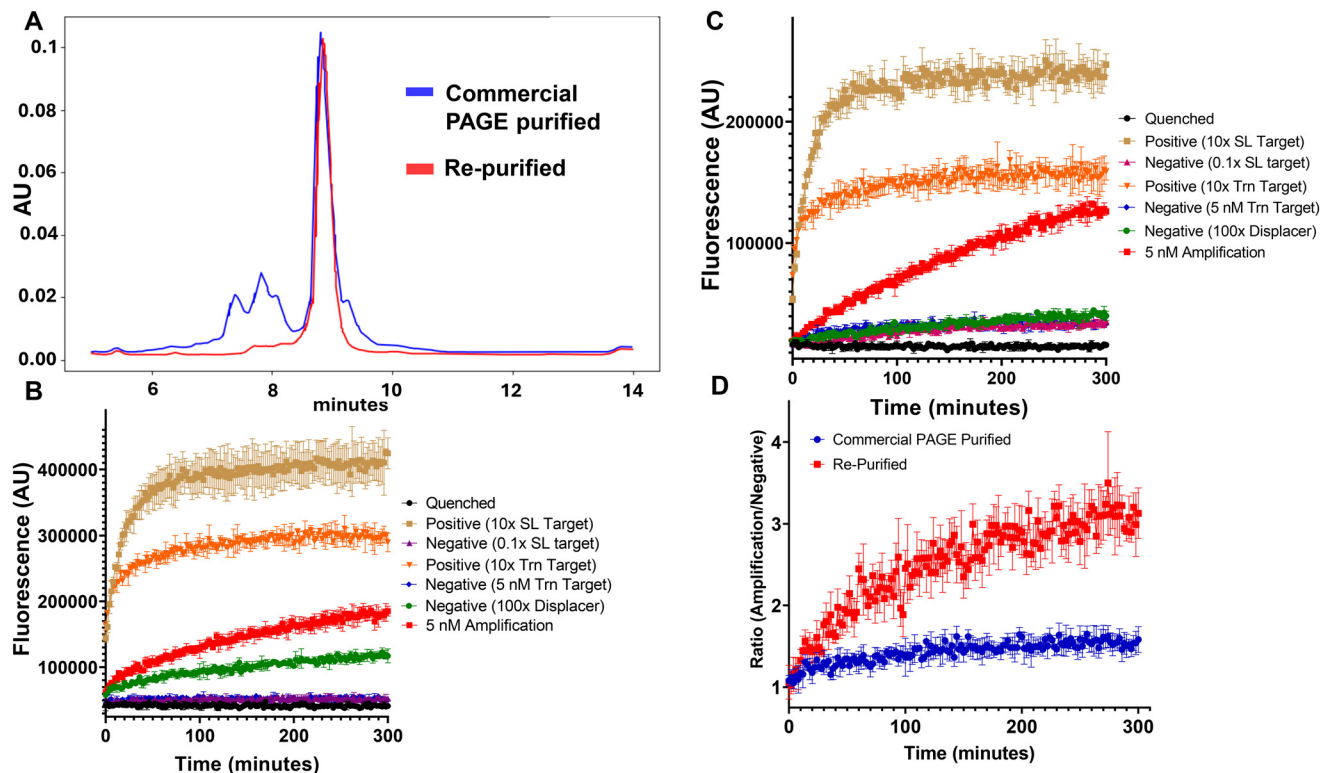 A
0.1
0.08
0.06
0.04
0.02
0.00
AU
Commercial
PAGE purified
Re-purified
6
8
10
12
14
minutes
B
400000
300000
200000
100000
Fluorescence (AU)
0
100
200
300
Time (minutes)
Quenched
Positive (10x SL Target)
Negative (0.1x SL target)
Positive (10x Trn Target)
Negative (5 nM Trn Target)
Negative (100x Displacer)
5 nM Amplification
C
200000
100000
Fluorescence (AU)
0
100
200
300
Time (minutes)
Quenched
Positive (10x SL Target)
Negative (0.1x SL target)
Positive (10x Trn Target)
Negative (5 nM Trn Target)
Negative (100x Displacer)
5 nM Amplification
D
4
3
2
1
Ratio (Amplification/Negative)
Commercial PAGE Purified
Re-Purified
0
100
200
300
Time (minutes)